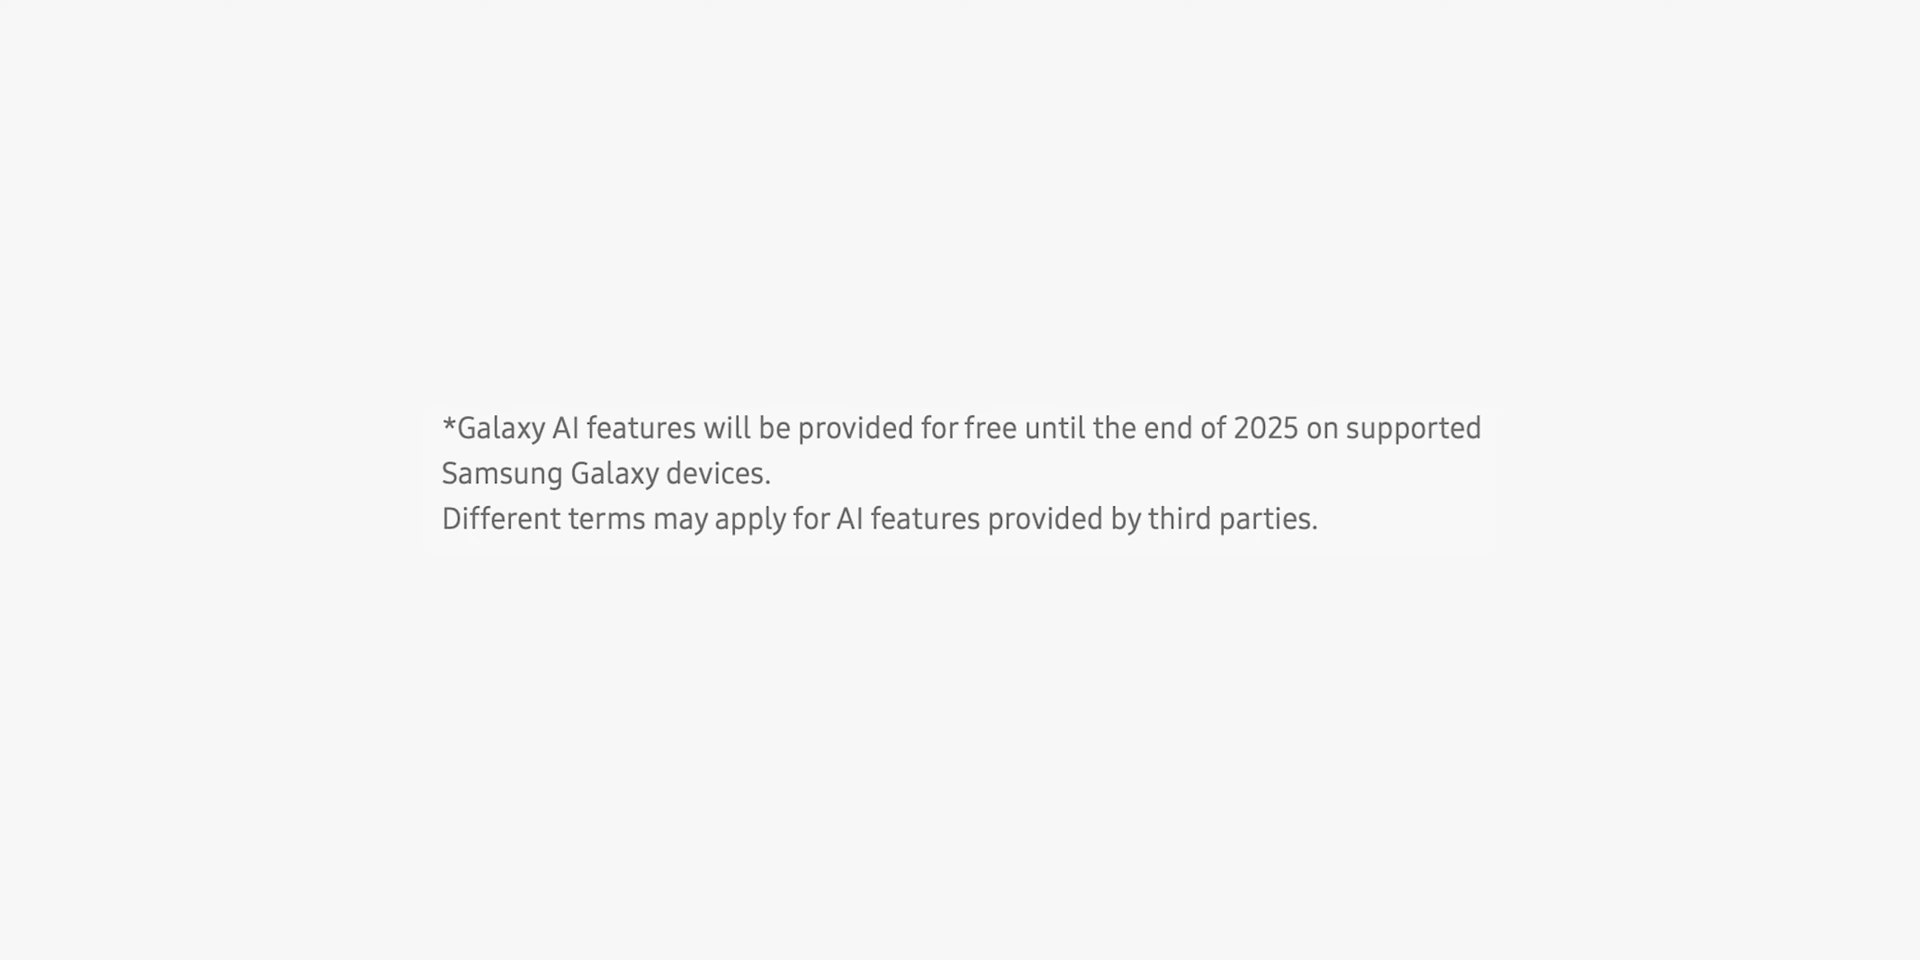 *Galaxy AI features will be provided for free until the end of 2025 on supported
Samsung Galaxy devices.
Different terms may apply for AI features provided by third parties.